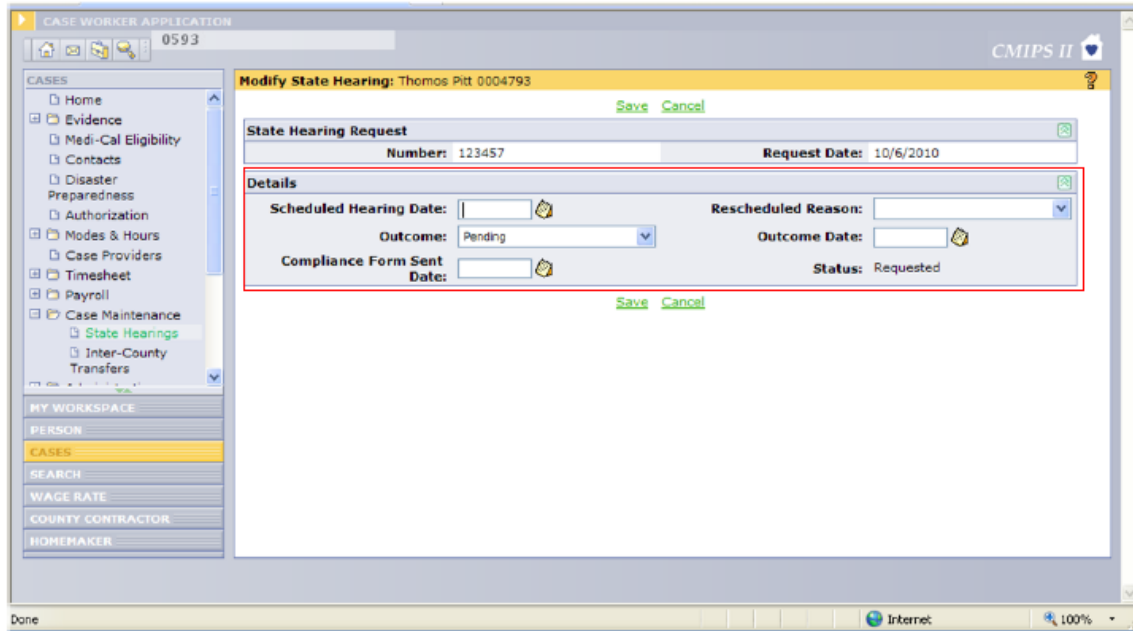 CASE WORKER APPLICATION
0593
CMIPS II
CASES
Home
Evidence
Medi-Cal Eligibility
Contacts
Disaster
Preparedness
Authorization
Modes & Hours
Case Providers
Timesheet
Payroll
Case Maintenance
State Hearings
Inter-County
Transfers
MY WORKSPACE
PERSON
CASES
SEARCH
WAGE RATE
COUNTY CONTRACTOR
HOMEMAKER
Modify State Hearing: Thomos Pitt 0004793
Save Cancel
State Hearing Request
Number: 123457 Request Date: 10/6/2010
Details
Scheduled Hearing Date: Rescheduled Reason:
Outcome: Pending Outcome Date:
Compliance Form Sent
Date: Status: Requested
Save Cancel
Done Internet 100%